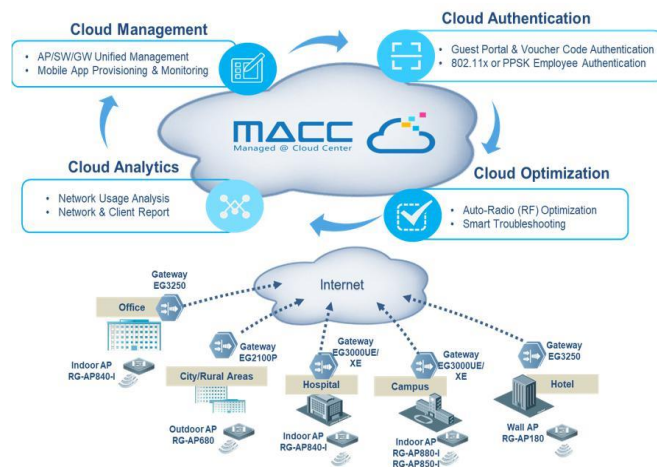 Cloud Management
• AP/SW/GW Unified Management
• Mobile App Provisioning & Monitoring
Cloud Authentication
• Guest Portal & Voucher Code Authentication
• 802.11x or PPSK Employee Authentication
MACC
Managed @ Cloud Center
Cloud Analytics
• Network Usage Analysis
• Network & Client Report
Cloud Optimization
• Auto-Radio (RF) Optimization
• Smart Troubleshooting
Internet
Gateway
EG3250
Office
Indoor AP
RG-AP840-I
Gateway
EG2100P
City/Rural Areas
Outdoor AP
RG-AP680
Gateway
EG3000UE/
XE
Hospital
Indoor AP
RG-AP840-I
Gateway
EG3000UE/
XE
Campus
Indoor AP
RG-AP880-I
RG-AP850-I
Gateway
EG3250
Hotel
Wall AP
RG-AP180